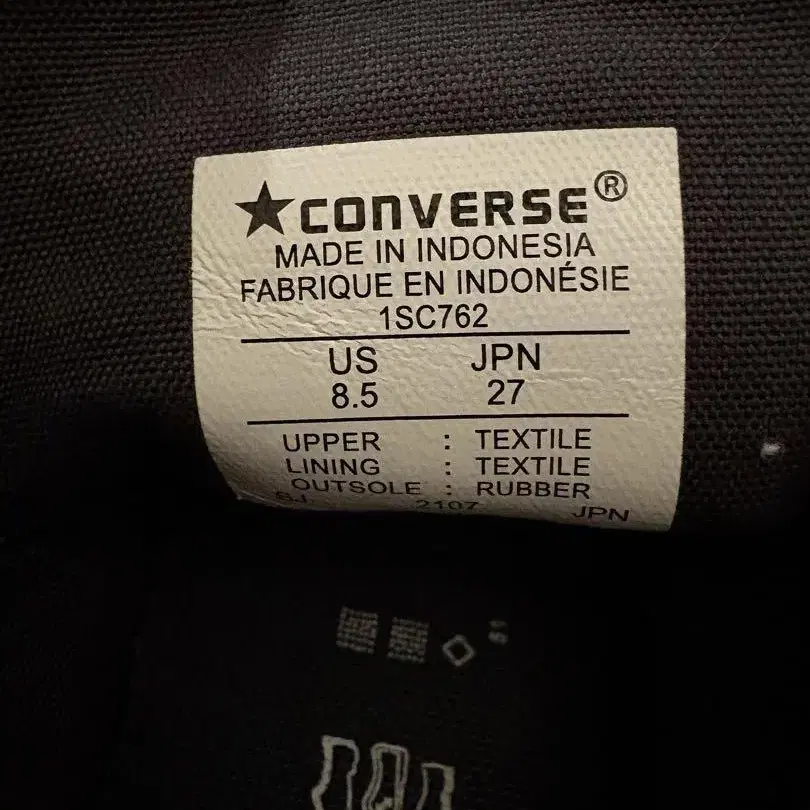 ★CONVERSE®
MADE IN INDONESIA
FABRIQUE EN INDONÉSIE
1SC762
US JPN
8.5 27
UPPER : TEXTILE
LINING : TEXTILE
OUTSOLE : RUBBER
SJ 2107 JPN